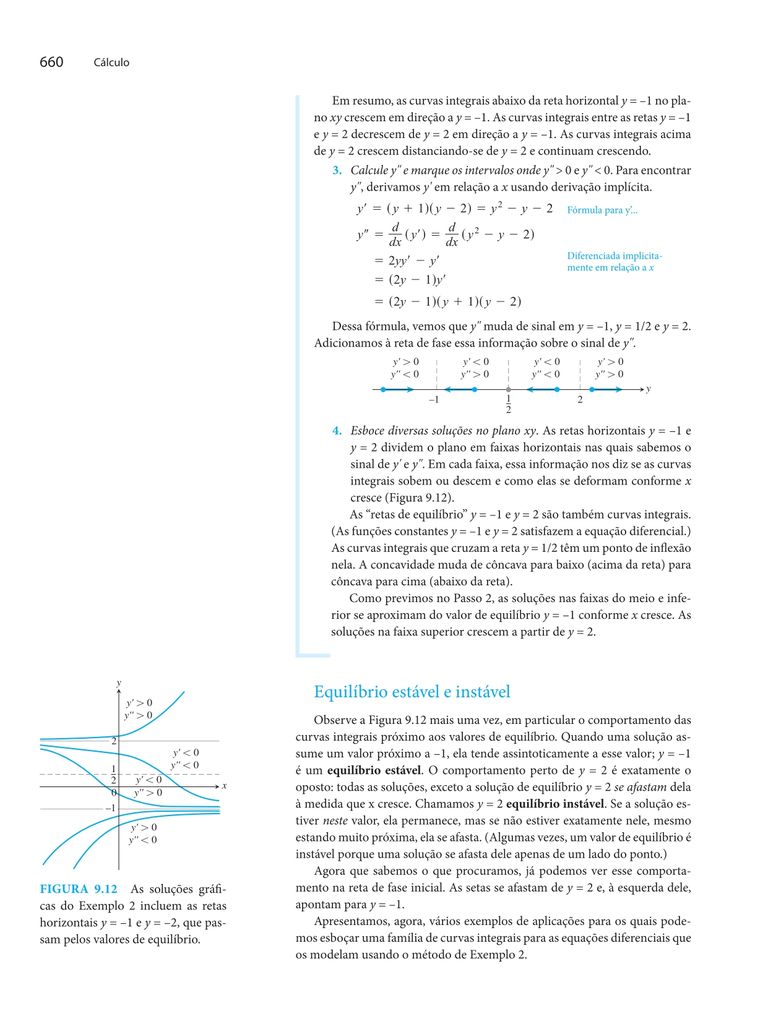 660 Cálculo
Em resumo, as curvas integrais abaixo da reta horizontal y = –1 no pla-
no xy crescem em direção a y = –1. As curvas integrais entre as retas y = –1
e y = 2 decrescem de y = 2 em direção a y = –1. As curvas integrais acima
de y = 2 crescem distanciando-se de y = 2 e continuam crescendo.
3. Calcule y″ e marque os intervalos onde y″ > 0 e y″ < 0. Para encontrar
y″, derivamos y′ em relação a x usando derivação implícita.
y′ = (y + 1)(y − 2) = y² − y − 2 Fórmula para y′...
y″ = d/dx (y′) = d/dx (y² − y − 2)
= 2yy′ − y′
Diferenciada implicita-
mente em relação a x
= (2y − 1)y′
= (2y − 1)(y + 1)(y − 2)
Dessa fórmula, vemos que y″ muda de sinal em y = –1, y = 1/2 e y = 2.
Adicionamos à reta de fase essa informação sobre o sinal de y″.
y′ > 0 y′ < 0 y′ < 0 y′ > 0
y″ < 0 y″ > 0 y″ < 0 y″ > 0
y
–1 1/2 2
4. Esboce diversas soluções no plano xy. As retas horizontais y = –1 e
y = 2 dividem o plano em faixas horizontais nas quais sabemos o
sinal de y′ e y″. Em cada faixa, essa informação nos diz se as curvas
integrais sobem ou descem e como elas se deformam conforme x
cresce (Figura 9.12).
As “retas de equilíbrio” y = –1 e y = 2 são também curvas integrais.
(As funções constantes y = –1 e y = 2 satisfazem a equação diferencial.)
As curvas integrais que cruzam a reta y = 1/2 têm um ponto de inflexão
nela. A concavidade muda de côncava para baixo (acima da reta) para
côncava para cima (abaixo da reta).
Como previmos no Passo 2, as soluções nas faixas do meio e infe-
rior se aproximam do valor de equilíbrio y = –1 conforme x cresce. As
soluções na faixa superior crescem a partir de y = 2.
y
y′ > 0
y″ > 0
2
y′ < 0
y″ < 0
1/2
y′ < 0
x
0 y″ > 0
–1
y′ > 0
y″ < 0
FIGURA 9.12 As soluções gráfi-
cas do Exemplo 2 incluem as retas
horizontais y = –1 e y = –2, que pas-
sam pelos valores de equilíbrio.
Equilíbrio estável e instável
Observe a Figura 9.12 mais uma vez, em particular o comportamento das
curvas integrais próximo aos valores de equilíbrio. Quando uma solução as-
sume um valor próximo a –1, ela tende assintoticamente a esse valor; y = –1
é um equilíbrio estável. O comportamento perto de y = 2 é exatamente o
oposto: todas as soluções, exceto a solução de equilíbrio y = 2 se afastam dela
à medida que x cresce. Chamamos y = 2 equilíbrio instável. Se a solução es-
tiver neste valor, ela permanece, mas se não estiver exatamente nele, mesmo
estando muito próxima, ela se afasta. (Algumas vezes, um valor de equilíbrio é
instável porque uma solução se afasta dele apenas de um lado do ponto.)
Agora que sabemos o que procuramos, já podemos ver esse comporta-
mento na reta de fase inicial. As setas se afastam de y = 2 e, à esquerda dele,
apontam para y = –1.
Apresentamos, agora, vários exemplos de aplicações para os quais pode-
mos esboçar uma família de curvas integrais para as equações diferenciais que
os modelam usando o método de Exemplo 2.